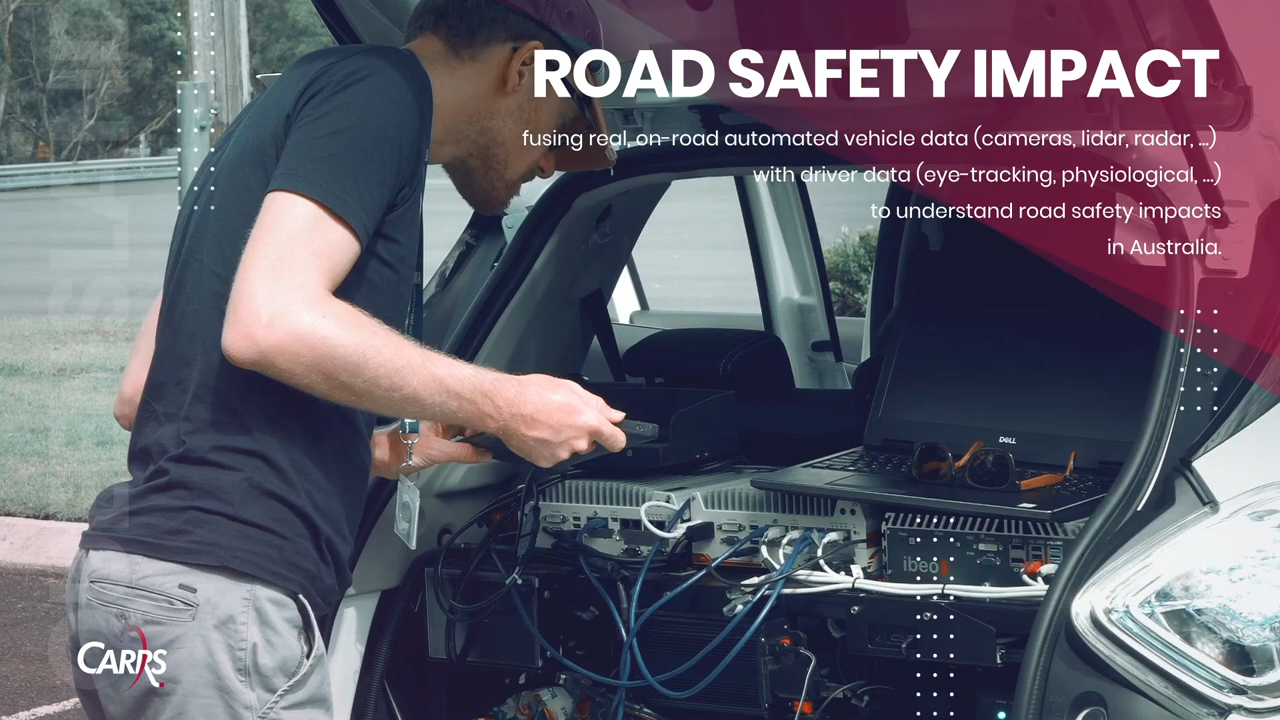 ROAD SAFETY IMPACT
fusing real, on-road automated vehicle data (cameras, lidar, radar, ...)
with driver data (eye-tracking, physiological, ...)
to understand road safety impacts
in Australia.
DELL
ibeo
CARRS